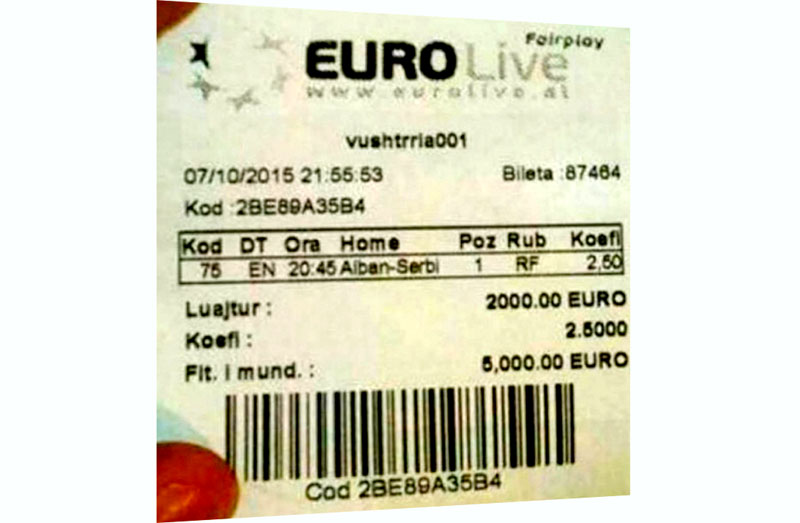 Fairplay
EURO Live
www.eurolive.al
vushtrria001
07/10/2015 21:55:53 Bileta :87464
Kod :2BE89A35B4
Kod DT Ora Home Poz Rub Koefi
75 EN 20:45 Alban-Serbi 1 RF 2,50
Luajtur : 2000.00 EURO
Koefi : 2.5000
Fit. i mund. : 5,000.00 EURO
Cod 2BE89A35B4